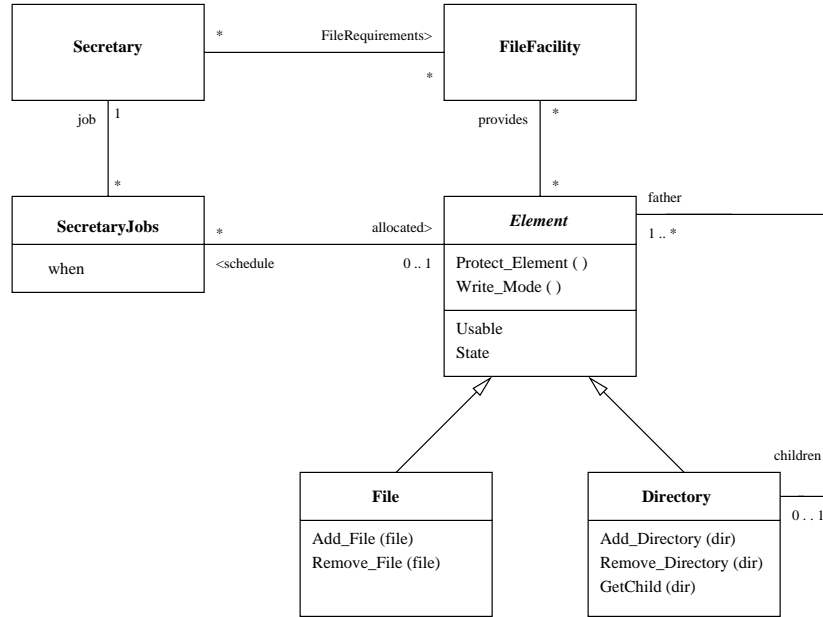 Secretary
*
FileRequirements>
*
FileFacility
job
1
*
provides
*
*
SecretaryJobs
when
*
allocated>
<schedule
0 .. 1
Element
Protect_Element ( )
Write_Mode ( )
Usable
State
father
1 .. *
File
Add_File (file)
Remove_File (file)
Directory
Add_Directory (dir)
Remove_Directory (dir)
GetChild (dir)
children
0 . . 1